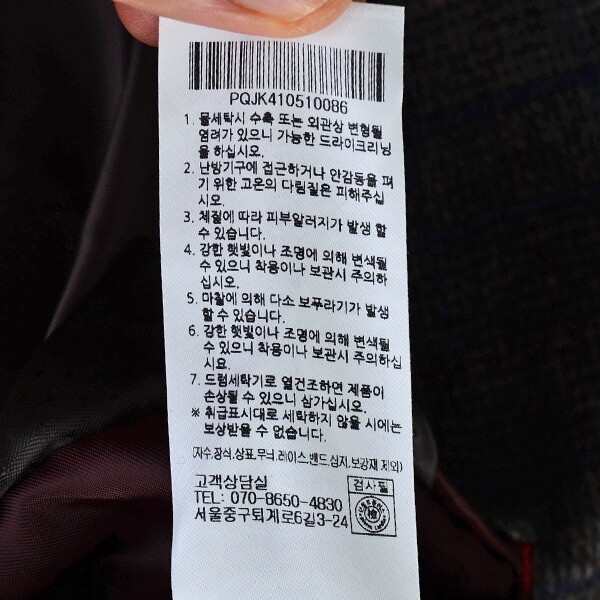 PQJK410510086
1. 물세탁시 수축 또는 외관상 변형될
염려가 있으니 가능한 드라이크리닝
을 하십시오.
2. 난방기구에 접근하거나 안감등을 펴
기 위한 고온의 다림질은 피해주십
시오.
3. 체질에 따라 피부알러지가 발생 할
수 있습니다.
4. 강한 햇빛이나 조명에 의해 변색될
수 있으니 착용이나 보관시 주의하
십시오.
5. 마찰에 의해 다소 보푸라기가 발생
할 수 있습니다.
6. 강한 햇빛이나 조명에 의해 변색될
수 있으니 착용이나 보관시 주의하십
시요.
7. 드럼세탁기로 열건조하면 제품이
손상될 수 있으니 삼가십시오.
※ 취급표시대로 세탁하지 않을 시에는
보상받을 수 없습니다.
(자수,장식,상표,무늬,레이스,밴드,심지,보강재 제외)
고객상담실
TEL: 070-8650-4830
서울중구퇴계로6길3-24
검사필